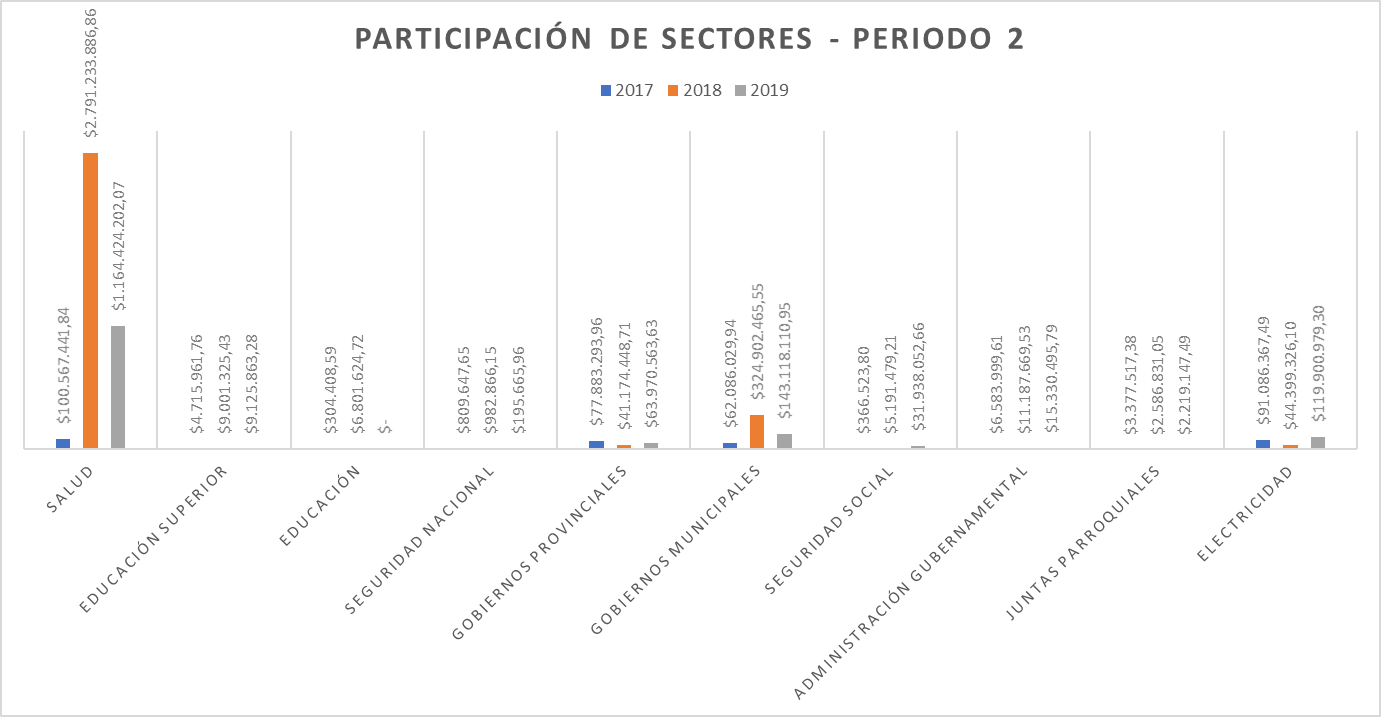 PARTICIPACIÓN DE SECTORES - PERIODO 2
2017 2018 2019
$100.567.441,84
$2.791.233.886,86
$1.164.424.202,07
$4.715.961,76
$9.001.325,43
$9.125.863,28
$304.408,59
$6.801.624,72
$-
$809.647,65
$982.866,15
$195.665,96
$77.883.293,96
$41.174.448,71
$63.970.563,63
$62.086.029,94
$324.902.465,55
$143.118.110,95
$366.523,80
$5.191.479,21
$31.938.052,66
$6.583.999,61
$11.187.669,53
$15.330.495,79
$3.377.517,38
$2.586.831,05
$2.219.147,49
$91.086.367,49
$44.399.326,10
$119.900.979,30
SALUD
EDUCACIÓN SUPERIOR
EDUCACIÓN
SEGURIDAD NACIONAL
GOBIERNOS PROVINCIALES
GOBIERNOS MUNICIPALES
SEGURIDAD SOCIAL
ADMINISTRACIÓN GUBERNAMENTAL
JUNTAS PARROQUIALES
ELECTRICIDAD